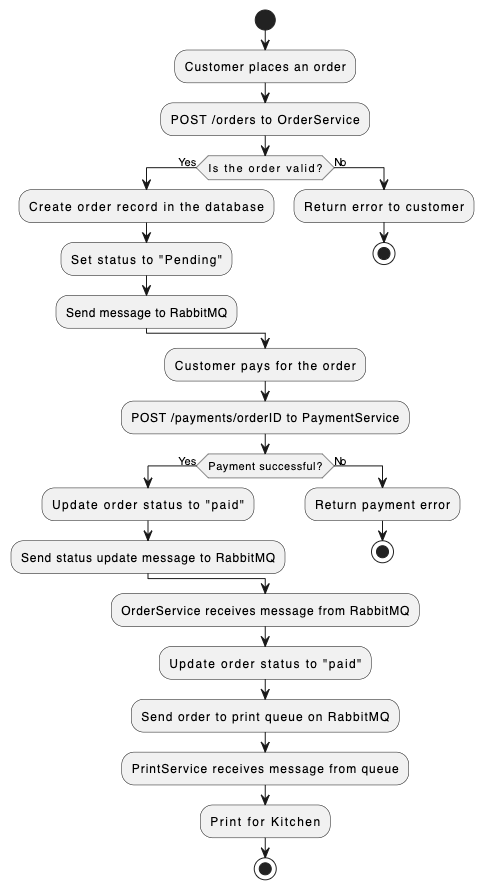 Customer places an order
POST /orders to OrderService
Yes
Is the order valid?
No
Create order record in the database
Return error to customer
Set status to "Pending"
Send message to RabbitMQ
Customer pays for the order
POST /payments/orderID to PaymentService
Yes
Payment successful?
No
Update order status to "paid"
Return payment error
Send status update message to RabbitMQ
OrderService receives message from RabbitMQ
Update order status to "paid"
Send order to print queue on RabbitMQ
PrintService receives message from queue
Print for Kitchen